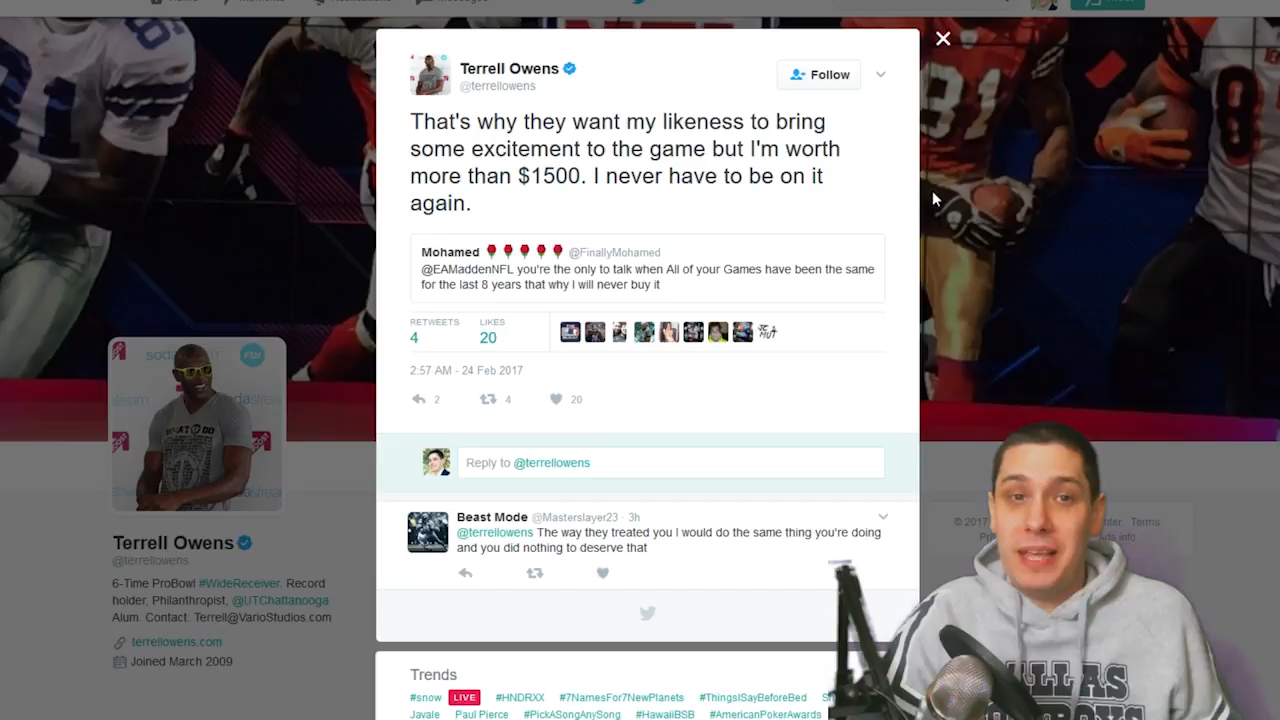 Terrell Owens
@terrellowens
Follow
That's why they want my likeness to bring
some excitement to the game but I'm worth
more than $1500. I never have to be on it
again.
Mohamed @FinallyMohamed
@EAMaddenNFL you're the only to talk when All of your Games have been the same
for the last 8 years that why I will never buy it
RETWEETS LIKES
4 20
2:57 AM - 24 Feb 2017
2 4 20
Reply to @terrellowens
Beast Mode @Masterslayer23 · 3h
@terrellowens The way they treated you I would do the same thing you're doing
and you did nothing to deserve that
Terrell Owens
@terrellowens
6-Time ProBowl #WideReceiver. Record
holder, Philanthropist, @UTChattanooga
Alum. Contact: Terrell@VarioStudios.com
terrellowens.com
Joined March 2009
© 2017
Terms
Trends
#snow LIVE #HNDRXX #7NamesFor7NewPlanets #ThingsISayBeforeBed
Javale Paul Pierce #PickASongAnySong #HawaiiBSB #AmericanPokerAwards